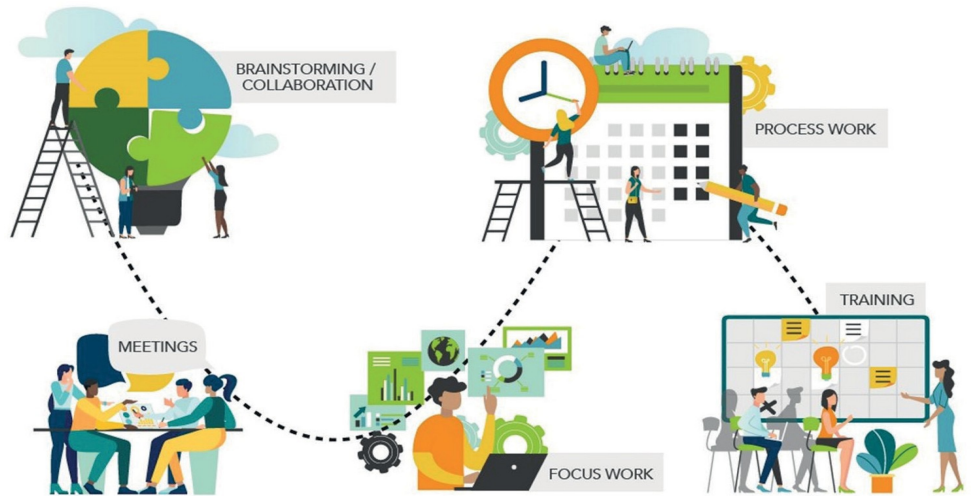 BRAINSTORMING /
COLLABORATION
PROCESS WORK
MEETINGS
FOCUS WORK
TRAINING